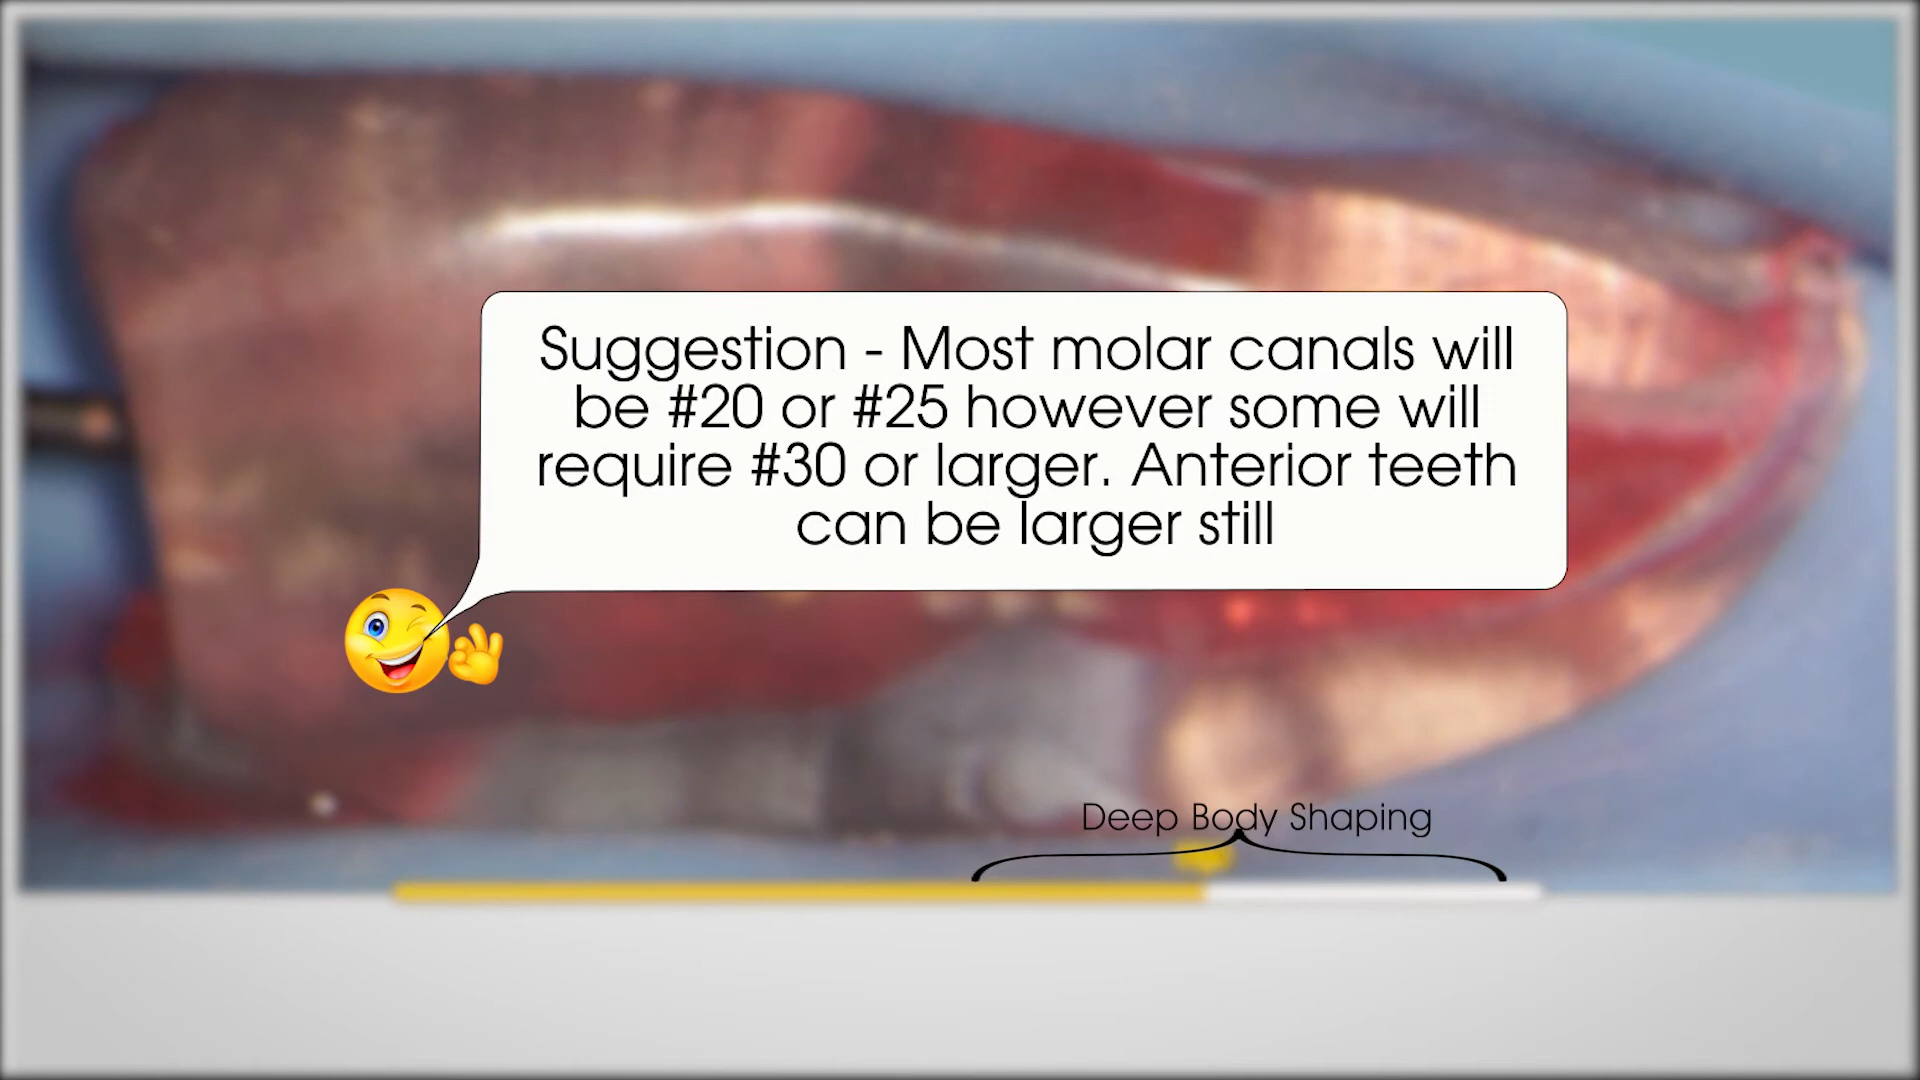 Suggestion - Most molar canals will
be #20 or #25 however some will
require #30 or larger. Anterior teeth
can be larger still
Deep Body Shaping